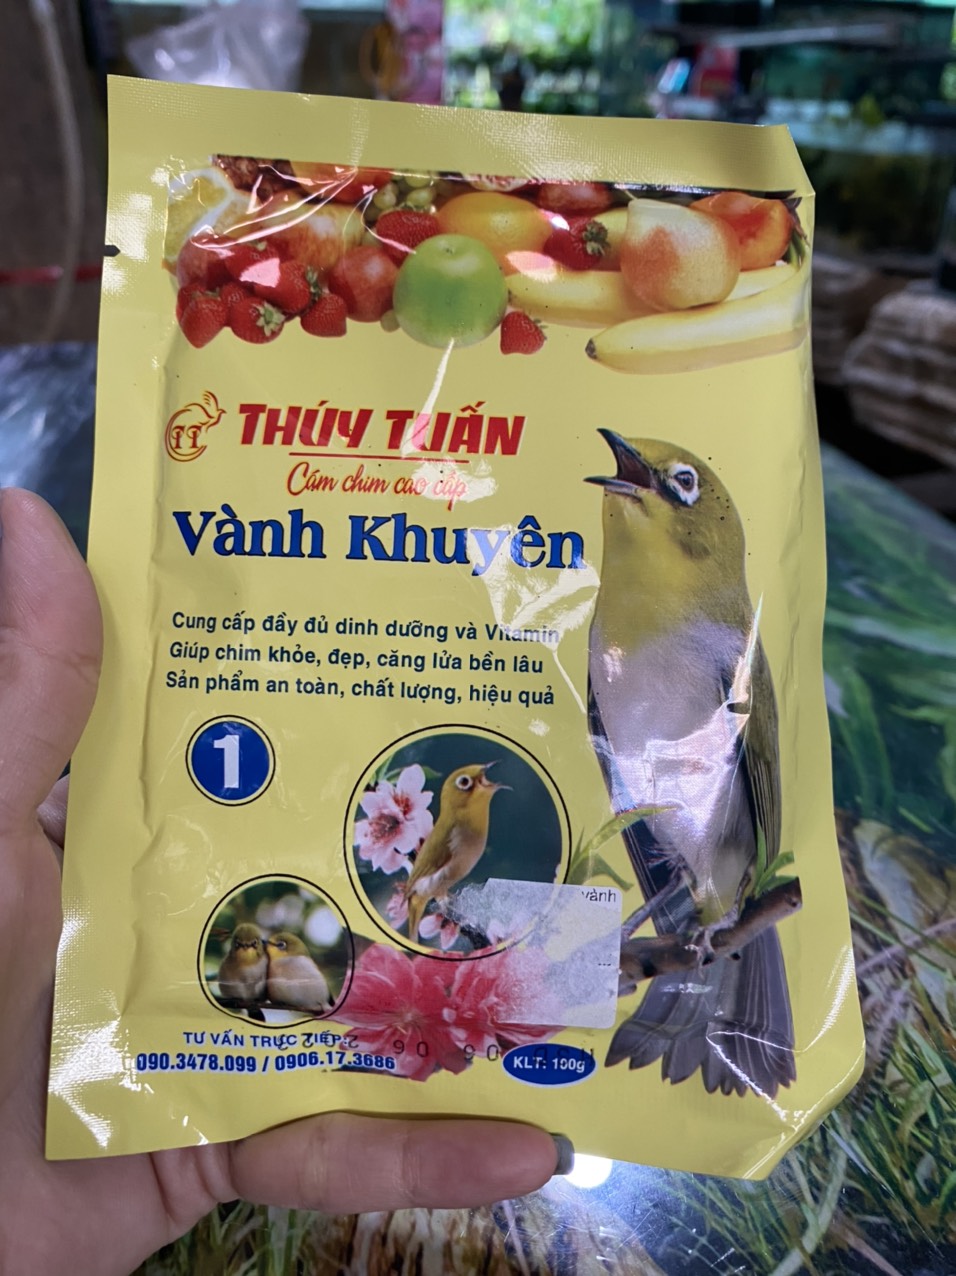 THÚY TUẤN
Cám chim cao cấp
Vành Khuyên
Cung cấp đầy đủ dinh dưỡng và Vitamin
Giúp chim khỏe, đẹp, căng lửa bền lâu
Sản phẩm an toàn, chất lượng, hiệu quả
1
vành
TƯ VẤN TRỰC TIẾP:
090.3478.099 / 0906.17.3686
KLT: 100g